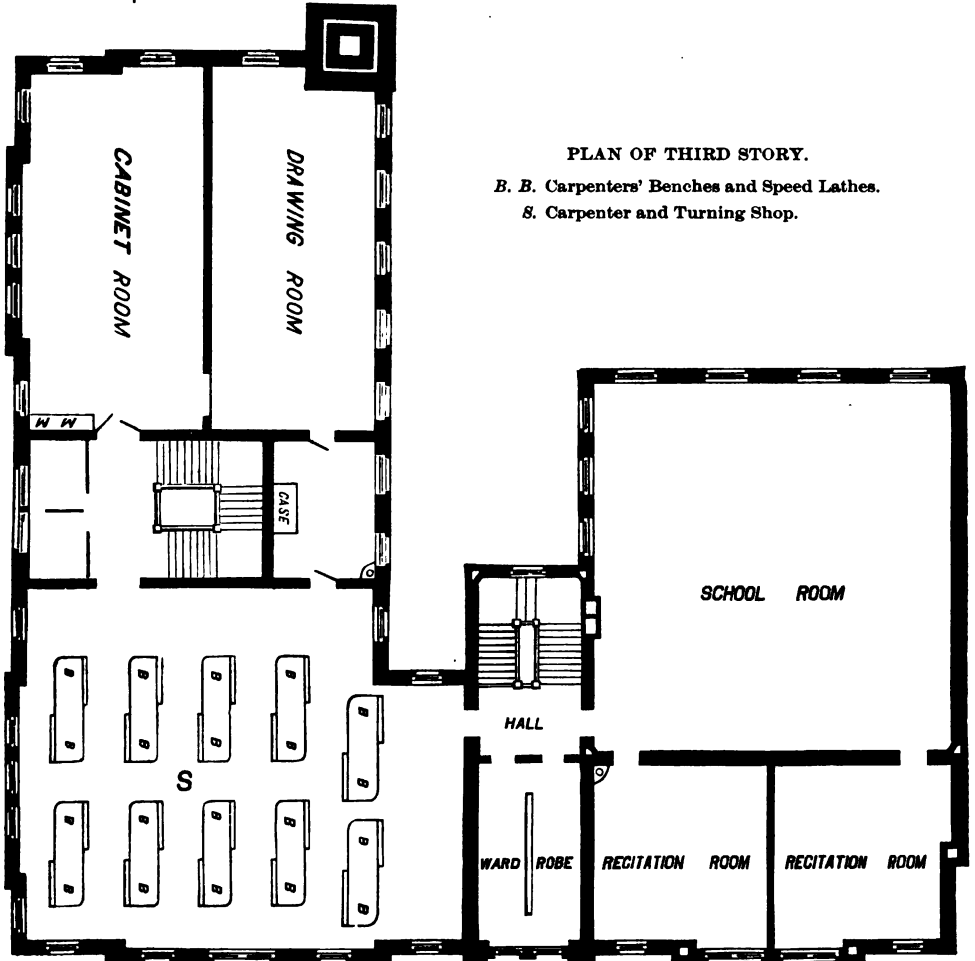 PLAN OF THIRD STORY.
B. B. Carpenters' Benches and Speed Lathes.
S. Carpenter and Turning Shop.
CABINET ROOM
DRAWING ROOM
M M
CASE
SCHOOL ROOM
HALL
B B B B B
B B B B B
S
B B B B B
B B B B B
WARD ROBE
RECITATION ROOM
RECITATION ROOM